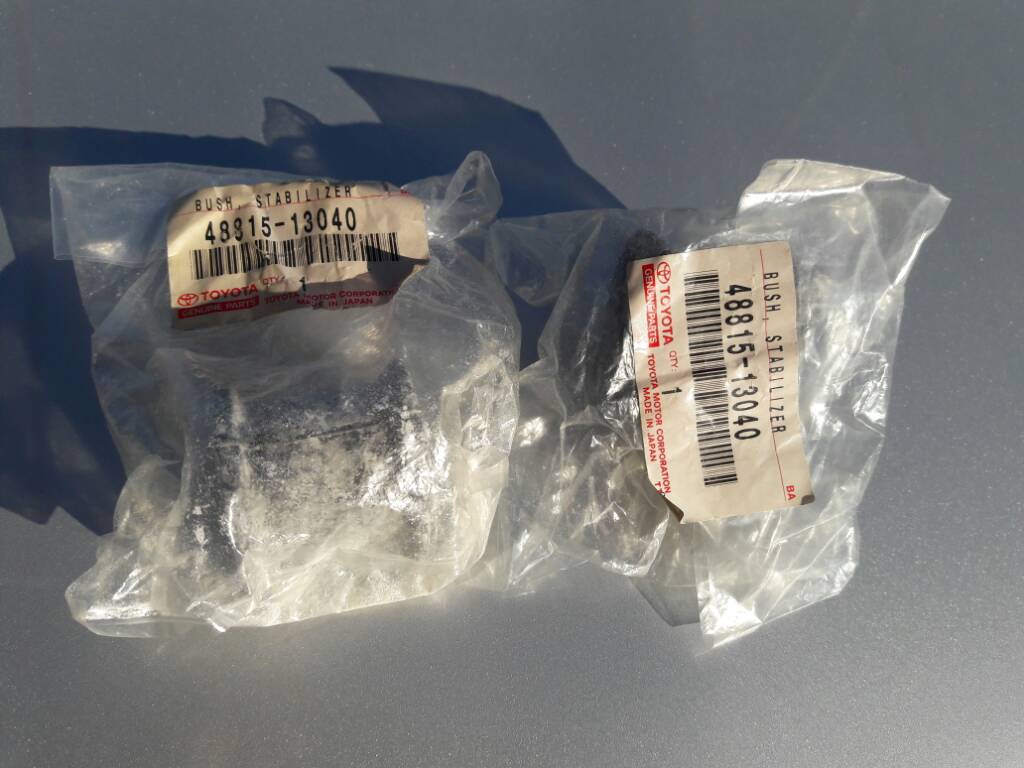 BUSH, STABILIZER
48815-13040
TOYOTA QTY: 1
GENUINE PARTS TOYOTA MOTOR CORPORATION
MADE IN JAPAN
BUSH, STABILIZER
48815-13040
TOYOTA QTY: 1
GENUINE PARTS TOYOTA MOTOR CORPORATION
MADE IN JAPAN
BA